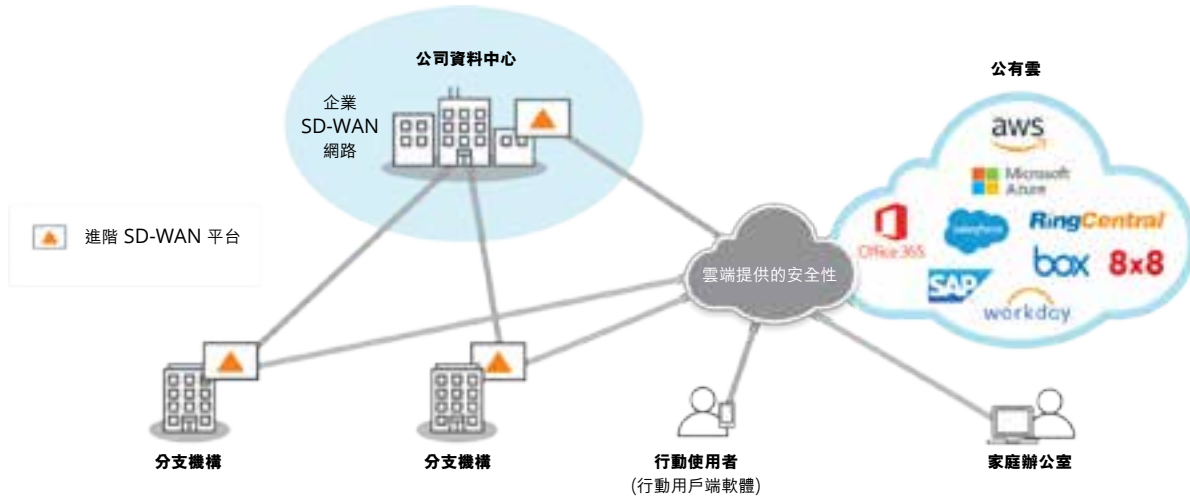 公司資料中心
企業
SD-WAN
網路
公有雲
aws
Microsoft
Azure
Office 365
salesforce
RingCentral
box
8x8
SAP
workday
進階 SD-WAN 平台
雲端提供的安全性
分支機構
分支機構
行動使用者
(行動用戶端軟體)
家庭辦公室